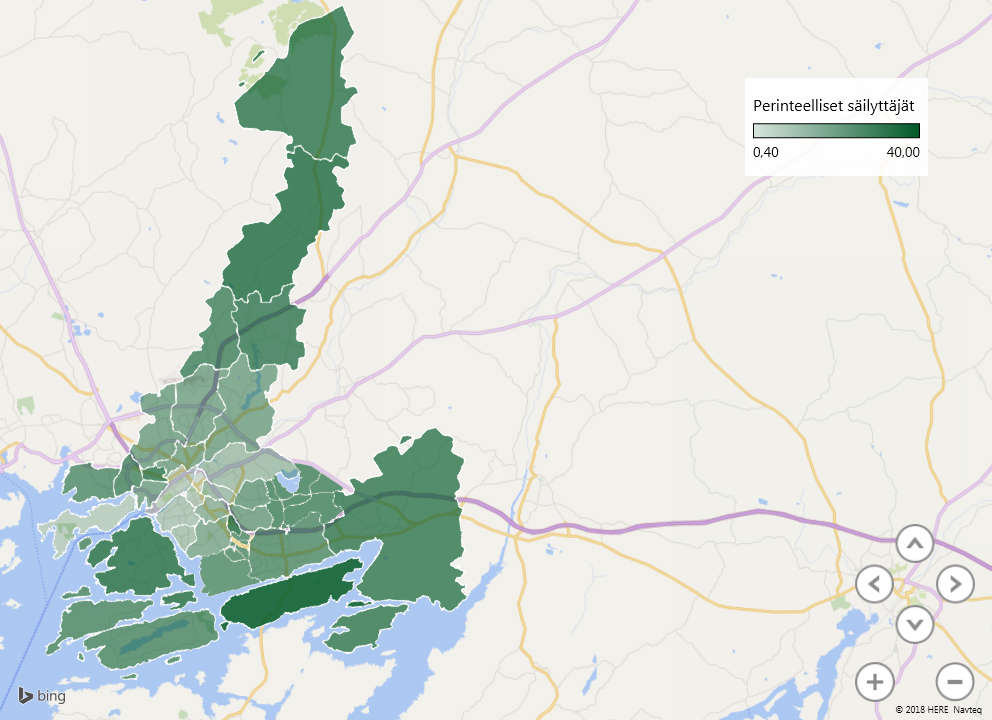 Perinteelliset säilyttäjät
0,40 40,00
bing
© 2018 HERE Navteq